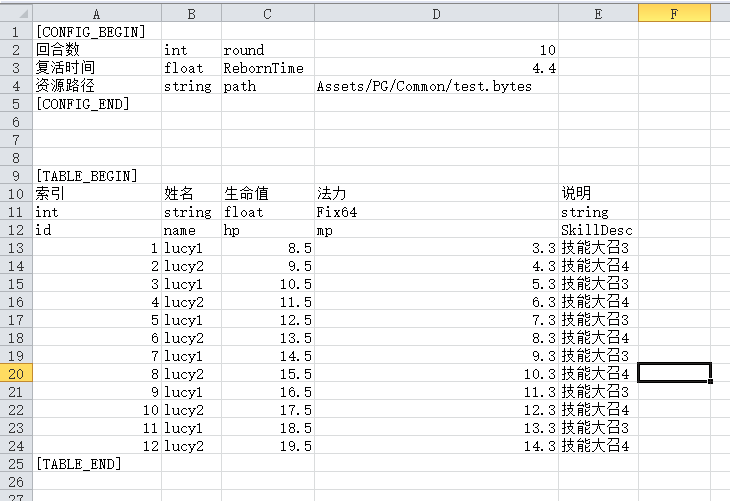 A B C D E F
1 [CONFIG_BEGIN]
2 回合数 int round 10
3 复活时间 float RebornTime 4.4
4 资源路径 string path Assets/PG/Common/test.bytes
5 [CONFIG_END]
6
7
8
9 [TABLE_BEGIN]
10 索引 姓名 生命值 法力 说明
11 int string float Fix64 string
12 id name hp mp SkillDesc
13 1 lucy1 8.5 3.3 技能大召3
14 2 lucy2 9.5 4.3 技能大召4
15 3 lucy1 10.5 5.3 技能大召3
16 4 lucy2 11.5 6.3 技能大召4
17 5 lucy1 12.5 7.3 技能大召3
18 6 lucy2 13.5 8.3 技能大召4
19 7 lucy1 14.5 9.3 技能大召3
20 8 lucy2 15.5 10.3 技能大召4
21 9 lucy1 16.5 11.3 技能大召3
22 10 lucy2 17.5 12.3 技能大召4
23 11 lucy1 18.5 13.3 技能大召3
24 12 lucy2 19.5 14.3 技能大召4
25 [TABLE_END]
26
27